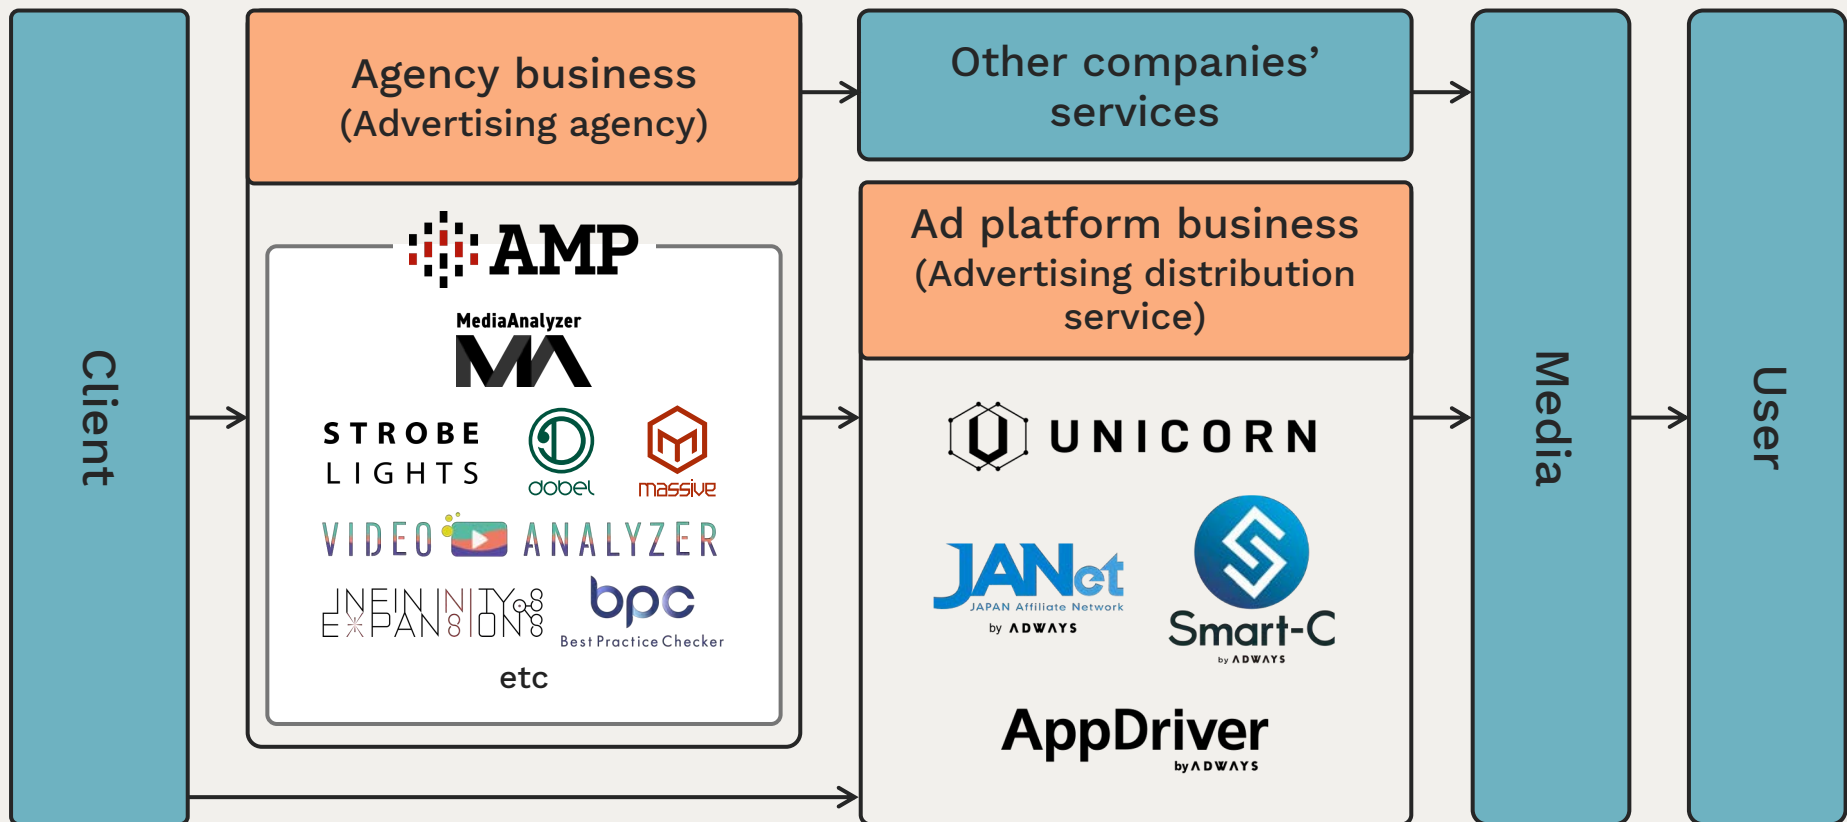 Client
Agency business
(Advertising agency)
AMP
MediaAnalyzer
MA
STROBE
LIGHTS
dobel
massive
VIDEO ANALYZER
INFINITY
EXPANSION
bpc
Best Practice Checker
etc
Other companies’
services
Ad platform business
(Advertising distribution
service)
UNICORN
JANet
JAPAN Affiliate Network
by ADWAYS
Smart-C
by ADWAYS
AppDriver
by ADWAYS
Media
User